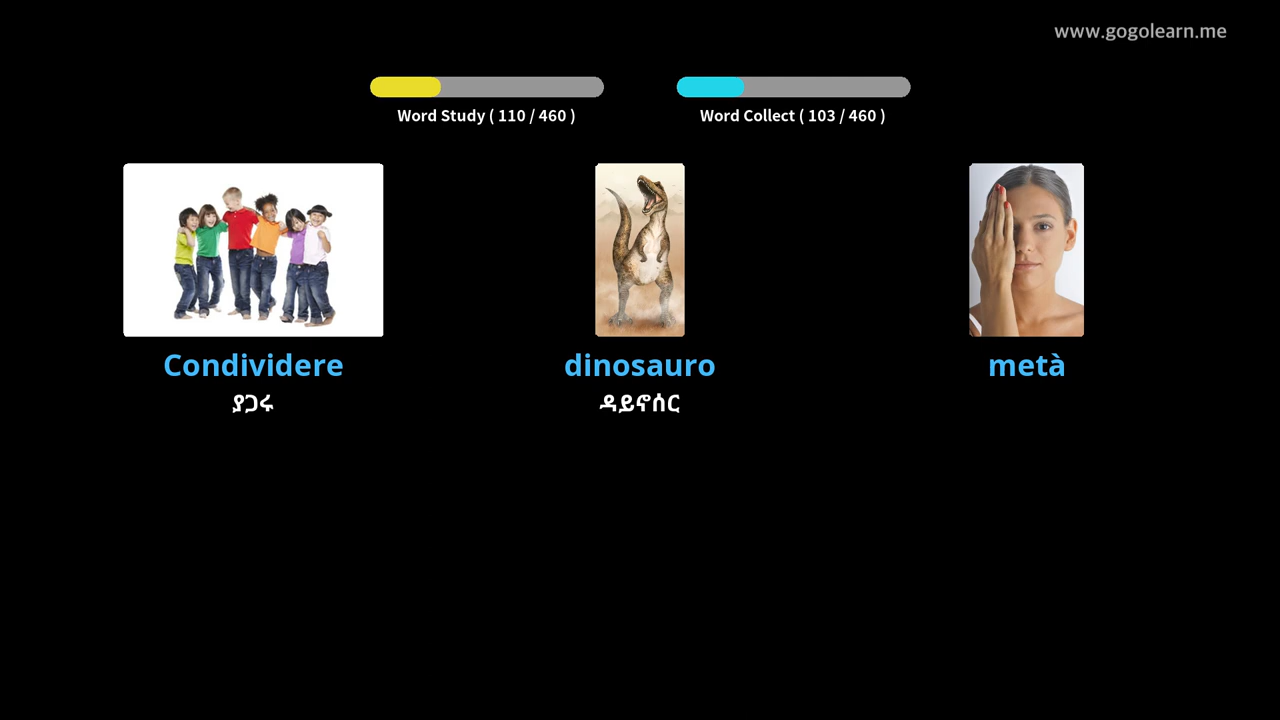 www.gogolearn.me
Word Study ( 110 / 460 )
Word Collect ( 103 / 460 )
Condividere
ያጋሩ
dinosauro
ዳይኖሰር
metà